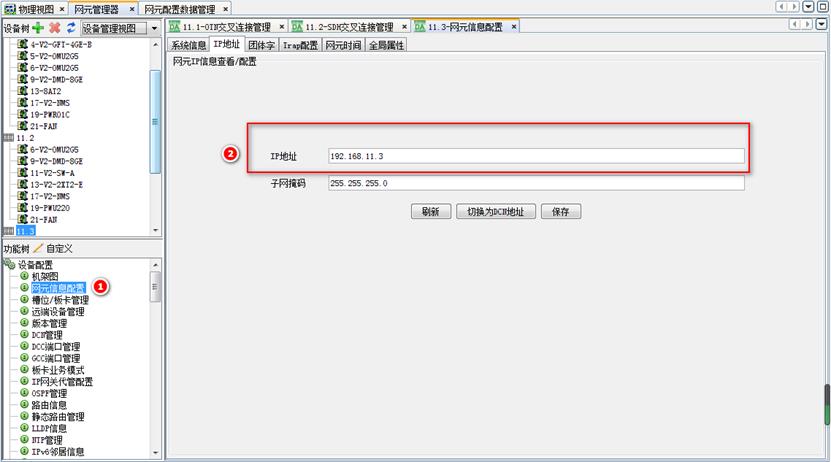 物理视图 × 网元管理器 × 网元配置数据管理 ×
设备树 设备管理视图
DA 11.1-OTN交叉连接管理 × DA 11.2-SDH交叉连接管理 × DA 11.3-网元信息配置 ×
系统信息 IP地址 团体字 Irap配置 网元时间 全局属性
网元IP信息查看/配置
4-V2-GFI-4GE-B
5-V2-OMU2G5
6-V2-OMU2G5
9-V2-DMD-8GE
13-8AT2
17-V2-NMS
19-PWR01C
21-FAN
11.2
6-V2-OMU2G5
9-V2-DMD-8GE
11-V2-SW-A
13-V2-2XI2-E
17-V2-NMS
19-PWU220
21-FAN
11.3
2
IP地址 192.168.11.3
子网掩码 255.255.255.0
刷新 切换为DCN地址 保存
功能树 自定义
设备配置
机架图
网元信息配置 1
槽位/板卡管理
远端设备管理
版本管理
DCN管理
DCC端口管理
GCC端口管理
板卡业务模式
IP网关代管配置
OSPF管理
路由信息
静态路由管理
LLDP信息
NTP管理
IPv6邻居信息